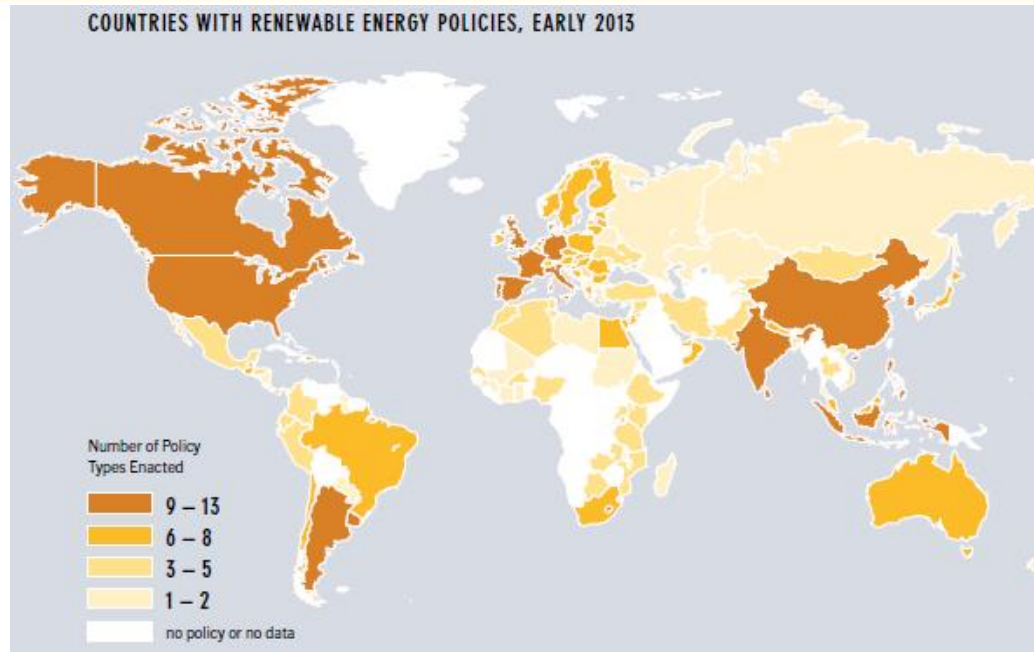 COUNTRIES WITH RENEWABLE ENERGY POLICIES, EARLY 2013
Number of Policy
Types Enacted
9 – 13
6 – 8
3 – 5
1 – 2
no policy or no data